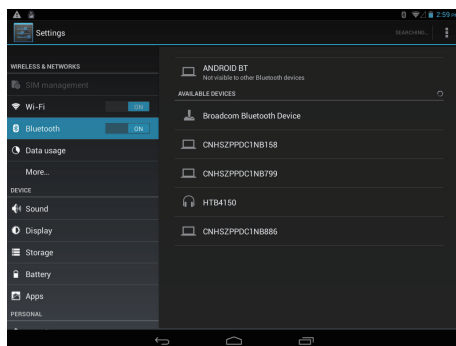 2:59 PM
Settings
SEARCHING...
WIRELESS & NETWORKS
SIM management
Wi-Fi
ON
Bluetooth
ON
Data usage
More...
DEVICE
Sound
Display
Storage
Battery
Apps
PERSONAL
ANDROID BT
Not visible to other Bluetooth devices
AVAILABLE DEVICES
Broadcom Bluetooth Device
CNHSZPPDC1NB158
CNHSZPPDC1NB799
HTB4150
CNHSZPPDC1NB886